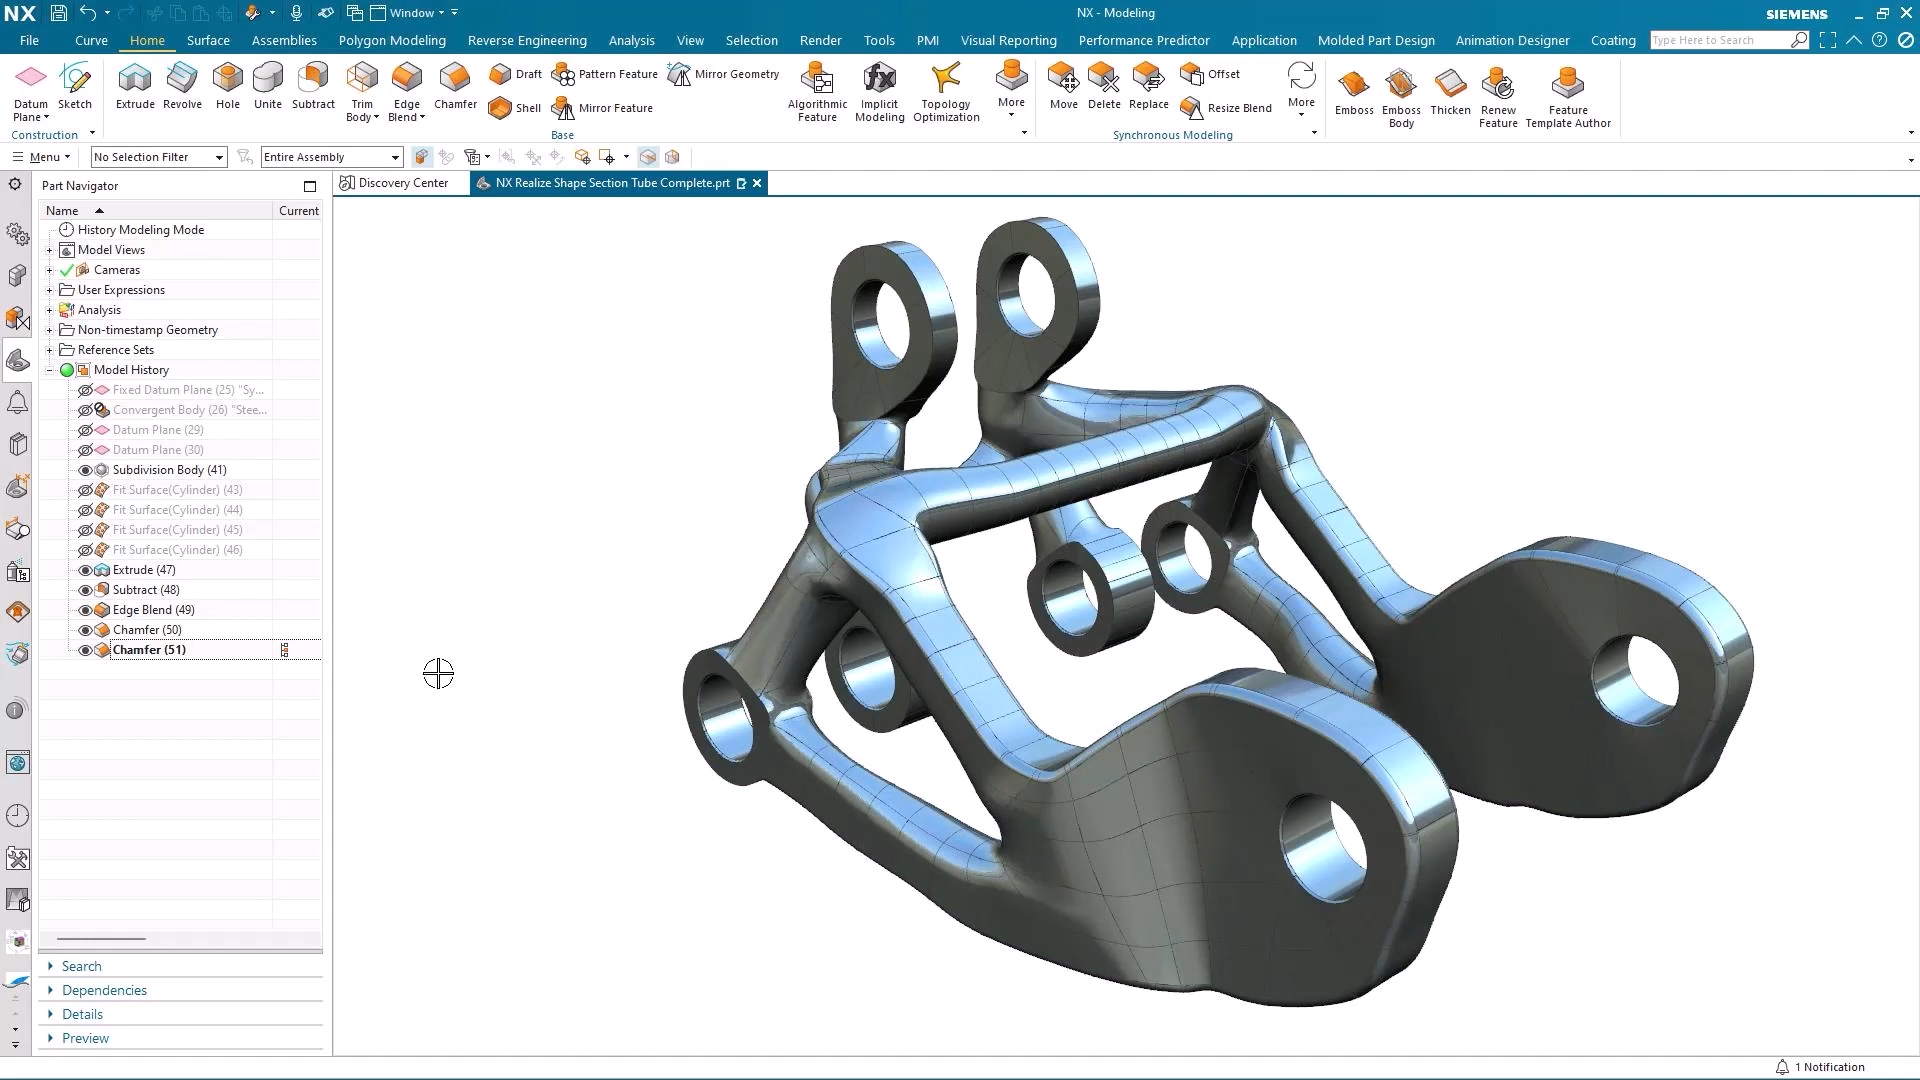 NX Window NX - Modeling SIEMENS
File Curve Home Surface Assemblies Polygon Modeling Reverse Engineering Analysis View Selection Render Tools PMI Visual Reporting Performance Predictor Application Molded Part Design Animation Designer Coating Type Here to Search
Datum Plane Sketch Extrude Revolve Hole Unite Subtract Trim Body Edge Blend Chamfer Draft Shell Pattern Feature Mirror Feature Mirror Geometry Algorithmic Feature Implicit Modeling Topology Optimization More Move Delete Replace Offset Resize Blend More Emboss Emboss Body Thicken Renew Feature Feature Template Author
Construction Base Synchronous Modeling
Menu No Selection Filter Entire Assembly
Part Navigator Discovery Center NX Realize Shape Section Tube Complete.prt
Name Current
History Modeling Mode
Model Views
Cameras
User Expressions
Analysis
Non-timestamp Geometry
Reference Sets
Model History
Fixed Datum Plane (25) "Sy...
Convergent Body (26) "Stee...
Datum Plane (29)
Datum Plane (30)
Subdivision Body (41)
Fit Surface(Cylinder) (43)
Fit Surface(Cylinder) (44)
Fit Surface(Cylinder) (45)
Fit Surface(Cylinder) (46)
Extrude (47)
Subtract (48)
Edge Blend (49)
Chamfer (50)
Chamfer (51)
Search
Dependencies
Details
Preview
1 Notification